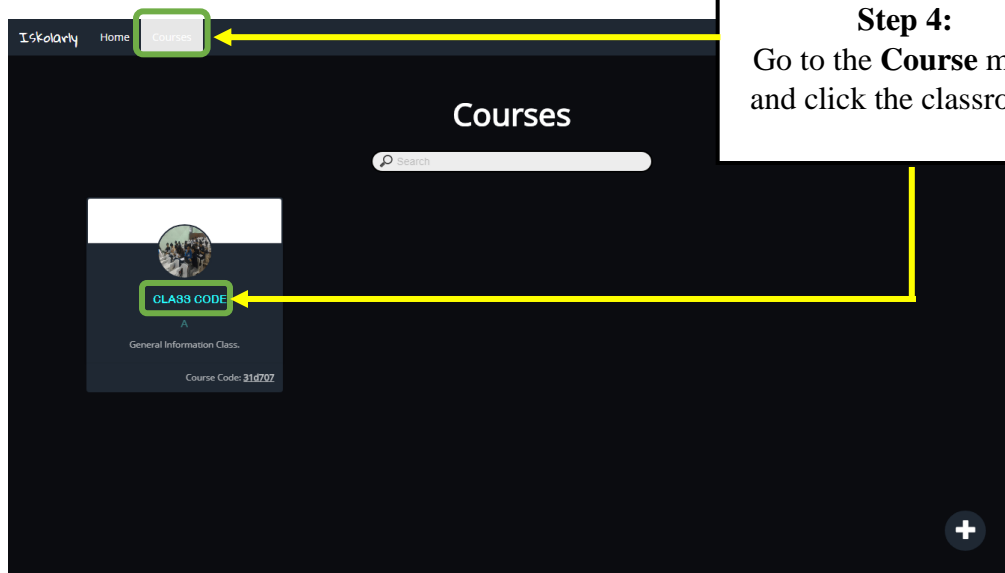 Step 4:
Go to the Course m
and click the classro
Iskolarly Home Courses
Courses
Search
CLASS CODE
A
General Information Class.
Course Code: 31d707